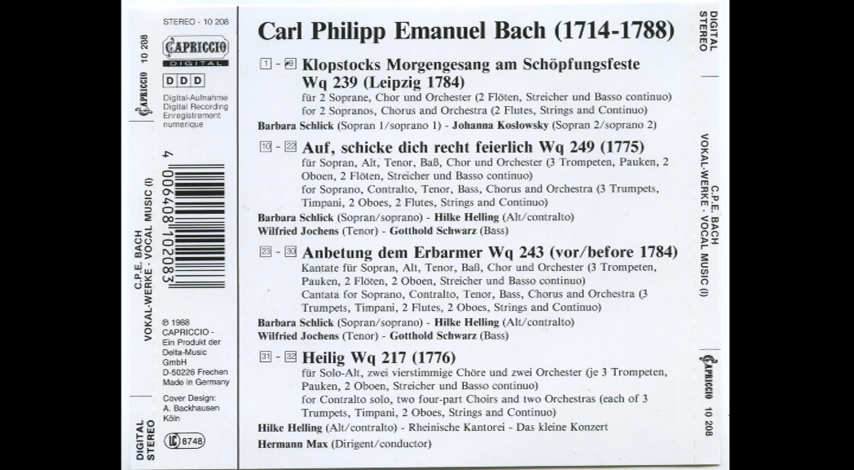 STEREO - 10 208
CAPRICCIO
DIGITAL
D D D
Digital-Aufnahme
Digital Recording
Enregistrement
numerique
4 006408 102083
℗ 1988
CAPRICCIO -
Ein Produkt der
Delta-Music
GmbH
D-50226 Frechen
Made in Germany
Cover Design:
A. Backhausen
Köln
LC 8748
Carl Philipp Emanuel Bach (1714-1788)
1 - 9 Klopstocks Morgengesang am Schöpfungsfeste
Wq 239 (Leipzig 1784)
für 2 Soprane, Chor und Orchester (2 Flöten, Streicher und Basso continuo)
for 2 Sopranos, Chorus and Orchestra (2 Flutes, Strings and Continuo)
Barbara Schlick (Sopran 1/soprano 1) - Johanna Koslowsky (Sopran 2/soprano 2)
10 - 22 Auf, schicke dich recht feierlich Wq 249 (1775)
für Sopran, Alt, Tenor, Baß, Chor und Orchester (3 Trompeten, Pauken, 2
Oboen, 2 Flöten, Streicher und Basso continuo)
for Soprano, Contralto, Tenor, Bass, Chorus and Orchestra (3 Trumpets,
Timpani, 2 Oboes, 2 Flutes, Strings and Continuo)
Barbara Schlick (Sopran/soprano) - Hilke Helling (Alt/contralto)
Wilfried Jochens (Tenor) - Gotthold Schwarz (Bass)
23 - 30 Anbetung dem Erbarmer Wq 243 (vor/before 1784)
Kantate für Sopran, Alt, Tenor, Baß, Chor und Orchester (3 Trompeten,
Pauken, 2 Flöten, 2 Oboen, Streicher und Basso continuo)
Cantata for Soprano, Contralto, Tenor, Bass, Chorus and Orchestra (3
Trumpets, Timpani, 2 Flutes, 2 Oboes, Strings and Continuo)
Barbara Schlick (Sopran/soprano) - Hilke Helling (Alt/contralto)
Wilfried Jochens (Tenor) - Gotthold Schwarz (Bass)
31 - 32 Heilig Wq 217 (1776)
für Solo-Alt, zwei vierstimmige Chöre und zwei Orchester (je 3 Trompeten,
Pauken, 2 Oboen, Streicher und Basso continuo)
for Contralto solo, two four-part Choirs and two Orchestras (each of 3
Trumpets, Timpani, 2 Oboes, Strings and Continuo)
Hilke Helling (Alt/contralto) - Rheinische Kantorei - Das kleine Konzert
Hermann Max (Dirigent/conductor)
DIGITAL
STEREO
C.P.E. BACH
VOKAL-WERKE · VOCAL MUSIC (I)
CAPRICCIO 10 208
DIGITAL
STEREO
C.P.E. BACH
VOKAL-WERKE · VOCAL MUSIC (I)
CAPRICCIO 10 208